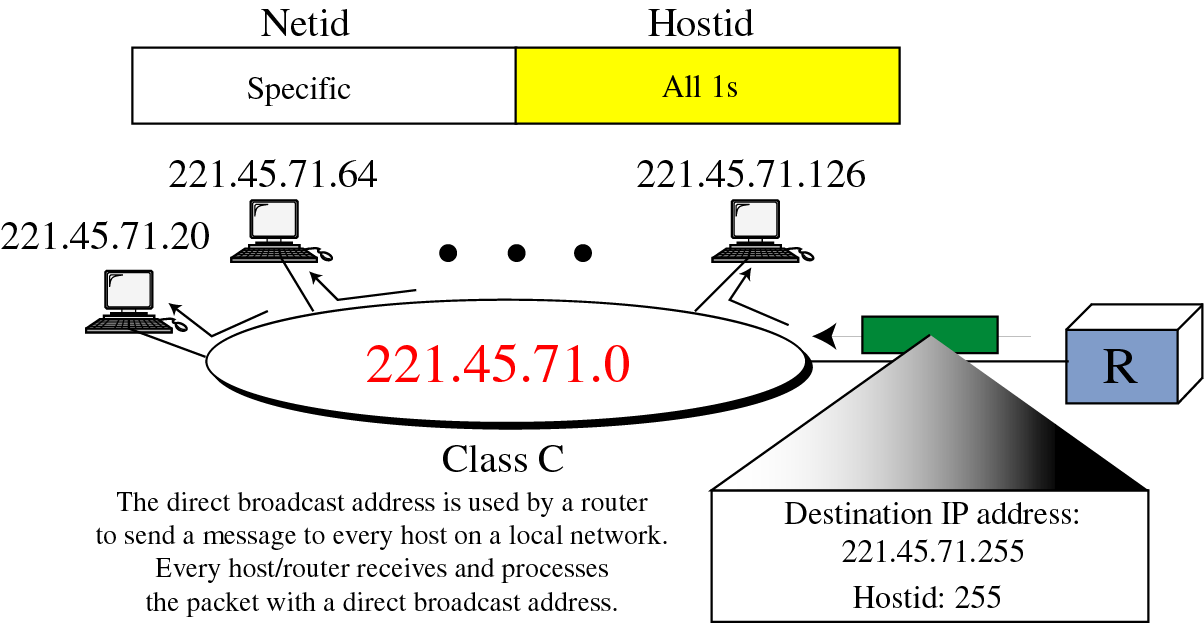 Netid
Hostid
Specific
All 1s
221.45.71.64
221.45.71.126
221.45.71.20
221.45.71.0
R
Class C
The direct broadcast address is used by a router
to send a message to every host on a local network.
Every host/router receives and processes
the packet with a direct broadcast address.
Destination IP address:
221.45.71.255
Hostid: 255